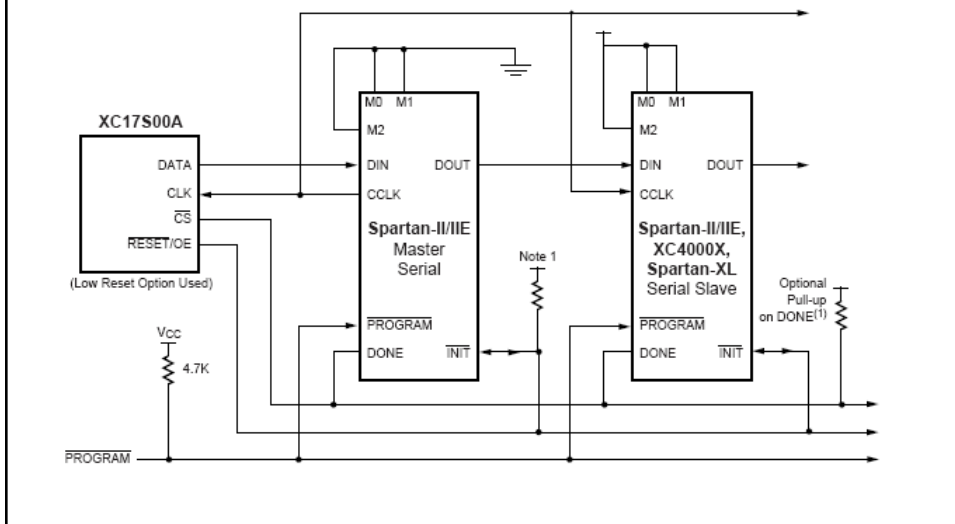 XC17S00A
DATA
CLK
CS
RESET/OE
(Low Reset Option Used)
Vcc
4.7K
PROGRAM
M0 M1
M2
DIN DOUT
CCLK
Spartan-II/IIE
Master
Serial
PROGRAM
DONE INIT
Note 1
M0 M1
M2
DIN DOUT
CCLK
Spartan-II/IIE,
XC4000X,
Spartan-XL
Serial Slave
PROGRAM
DONE INIT
Optional
Pull-up
on DONE(1)